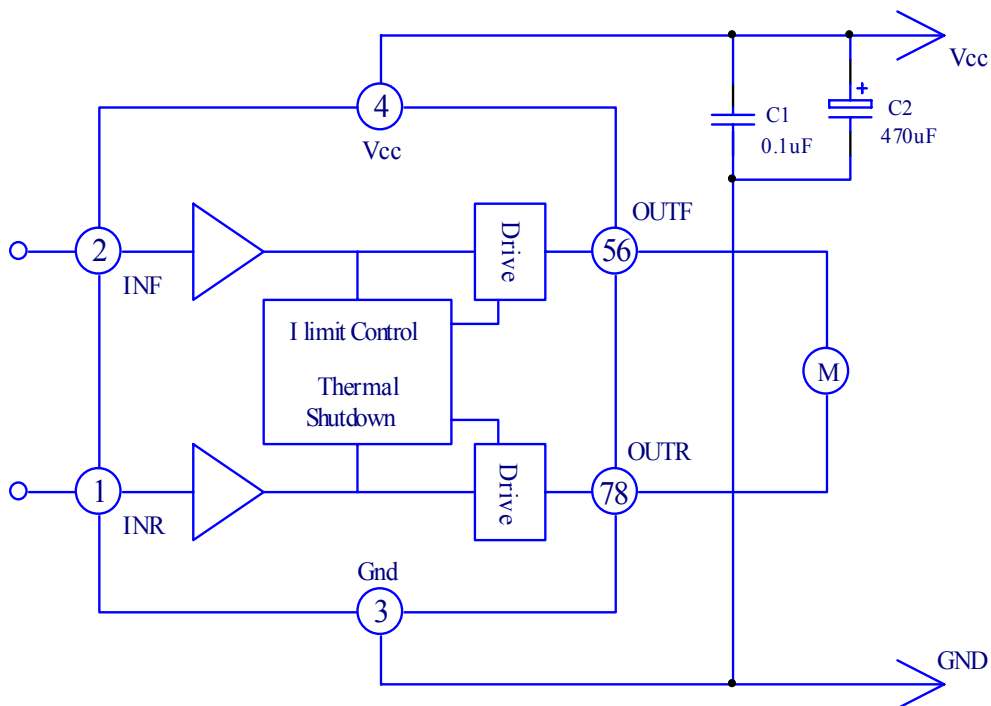 Vcc
4
Vcc
+
C1
0.1uF
C2
470uF
2
INF
Drive
OUTF
56
I limit Control
Thermal
Shutdown
M
1
INR
Drive
OUTR
78
Gnd
3
GND